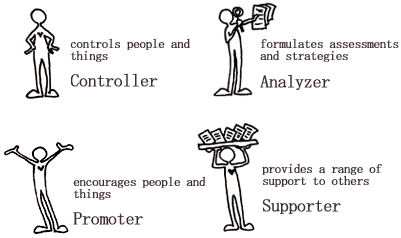 controls people and
things
Controller
formulates assessments
and strategies
Analyzer
encourages people and
things
Promoter
provides a range of
support to others
Supporter